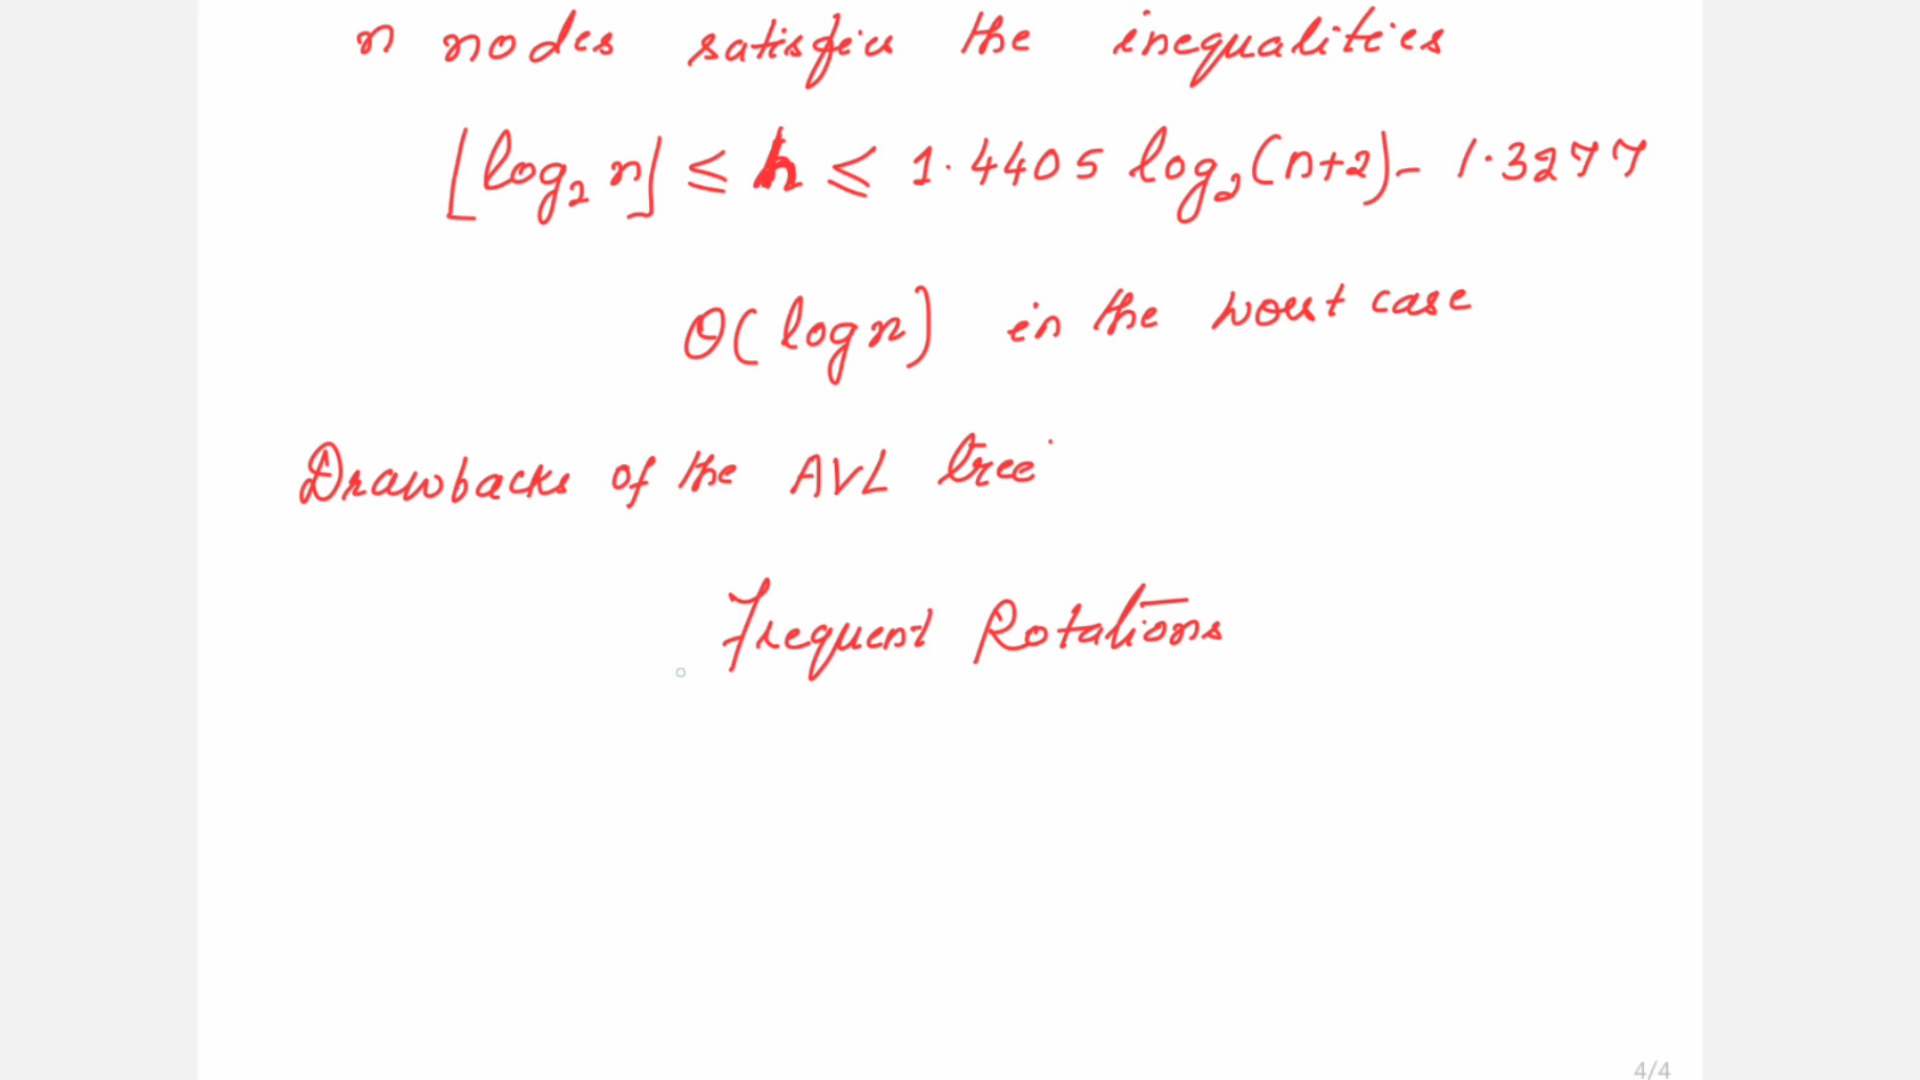 n nodes satisfies the inequalities
⌊log₂ n⌋ ≤ h ≤ 1.4405 log₂(n+2) - 1.3277
Θ(log n) in the worst case
Drawbacks of the AVL tree
Frequent Rotations
4/4